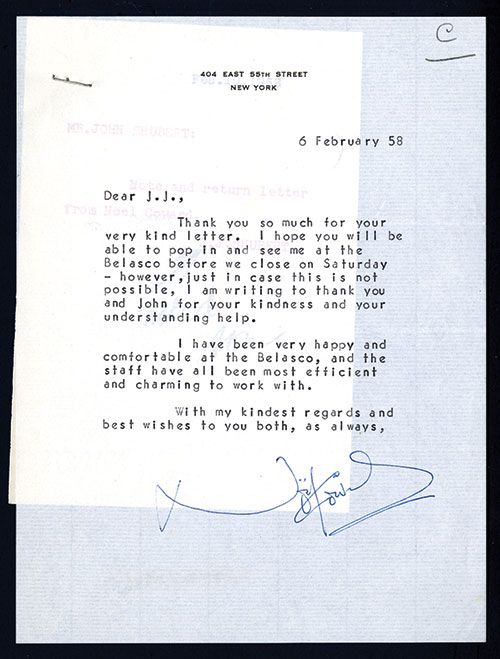 C
404 EAST 55TH STREET
NEW YORK
MR.JOHN SHUBERT:
6 February 58
Note and return letter
from Noel Coward
Dear J.J.,
Thank you so much for your
very kind letter. I hope you will be
able to pop in and see me at the
Belasco before we close on Saturday
- however,just in case this is not
possible, I am writing to thank you
and John for your kindness and your
understanding help.
I have been very happy and
comfortable at the Belasco, and the
staff have all been most efficient
and charming to work with.
With my kindest regards and
best wishes to you both, as always,
Noël Coward